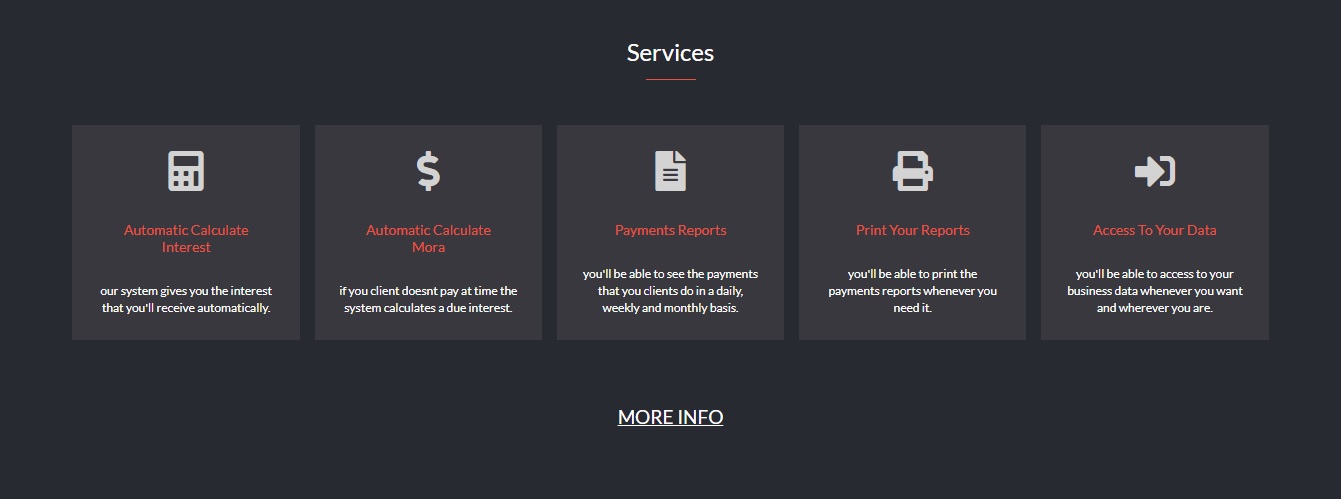 Services
Automatic Calculate
Interest
our system gives you the interest
that you'll receive automatically.
Automatic Calculate
Mora
if you client doesnt pay at time the
system calculates a due interest.
Payments Reports
you'll be able to see the payments
that you clients do in a daily,
weekly and monthly basis.
Print Your Reports
you'll be able to print the
payments reports whenever you
need it.
Access To Your Data
you'll be able to access to your
business data whenever you want
and wherever you are.
MORE INFO